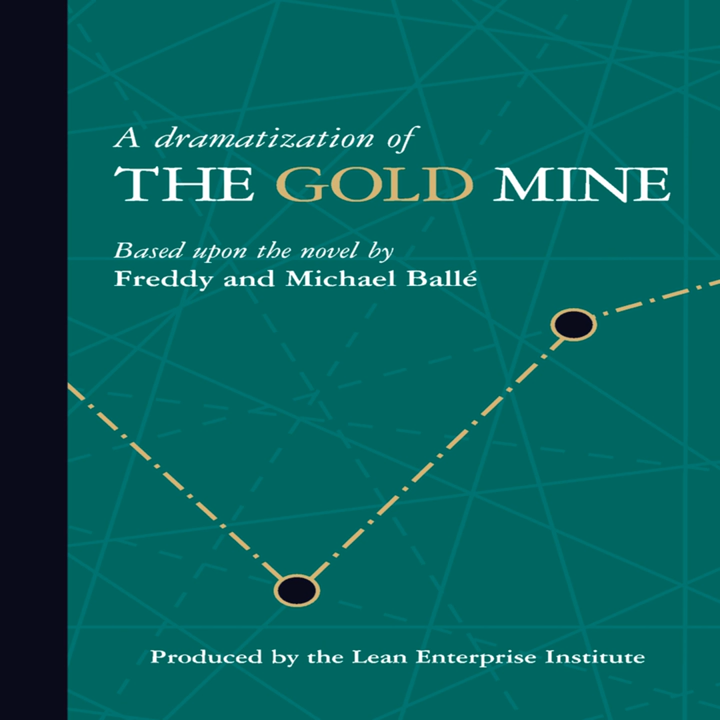 A dramatization of
THE GOLD MINE
Based upon the novel by
Freddy and Michael Ballé
Produced by the Lean Enterprise Institute